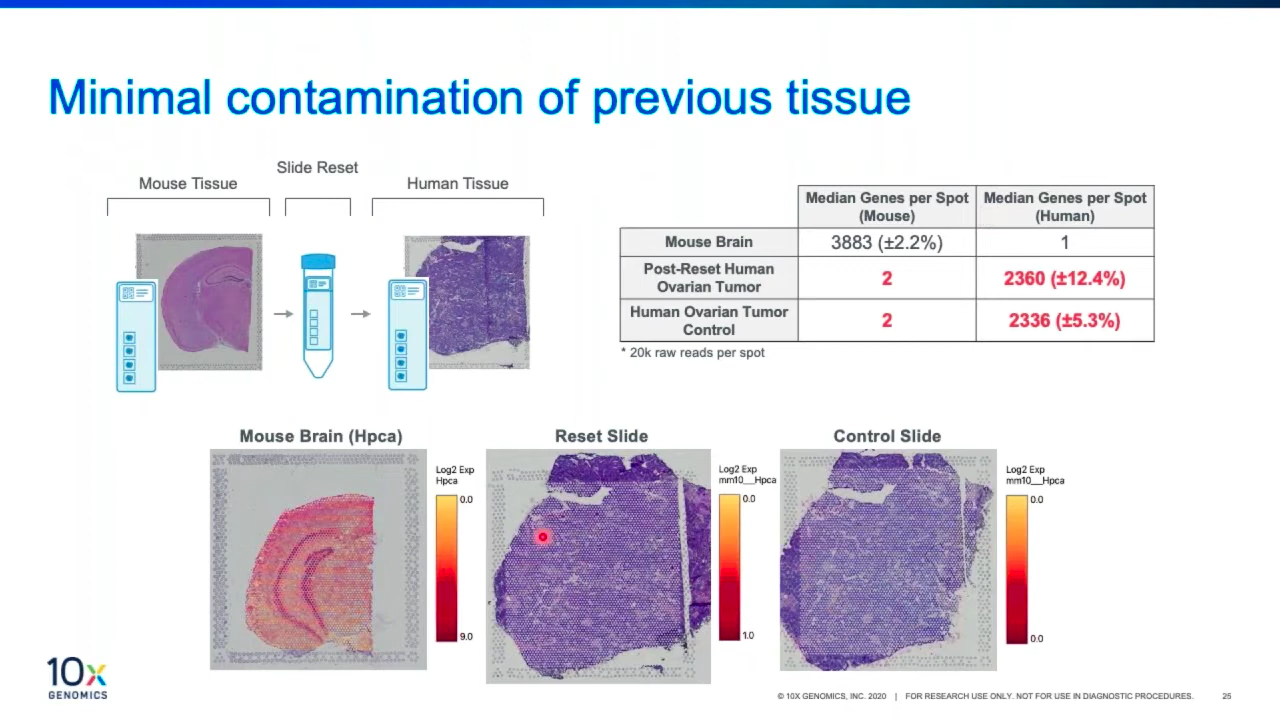 Minimal contamination of previous tissue
Slide Reset
Mouse Tissue
Human Tissue
Median Genes per Spot (Mouse)
Median Genes per Spot (Human)
Mouse Brain
3883 (±2.2%)
1
Post-Reset Human Ovarian Tumor
2
2360 (±12.4%)
Human Ovarian Tumor Control
2
2336 (±5.3%)
* 20k raw reads per spot
Mouse Brain (Hpca)
Log2 Exp
Hpca
0.0
9.0
Reset Slide
Log2 Exp
mm10__Hpca
0.0
1.0
Control Slide
Log2 Exp
mm10__Hpca
0.0
0.0
10x
GENOMICS
© 10X GENOMICS, INC. 2020 | FOR RESEARCH USE ONLY. NOT FOR USE IN DIAGNOSTIC PROCEDURES.
25